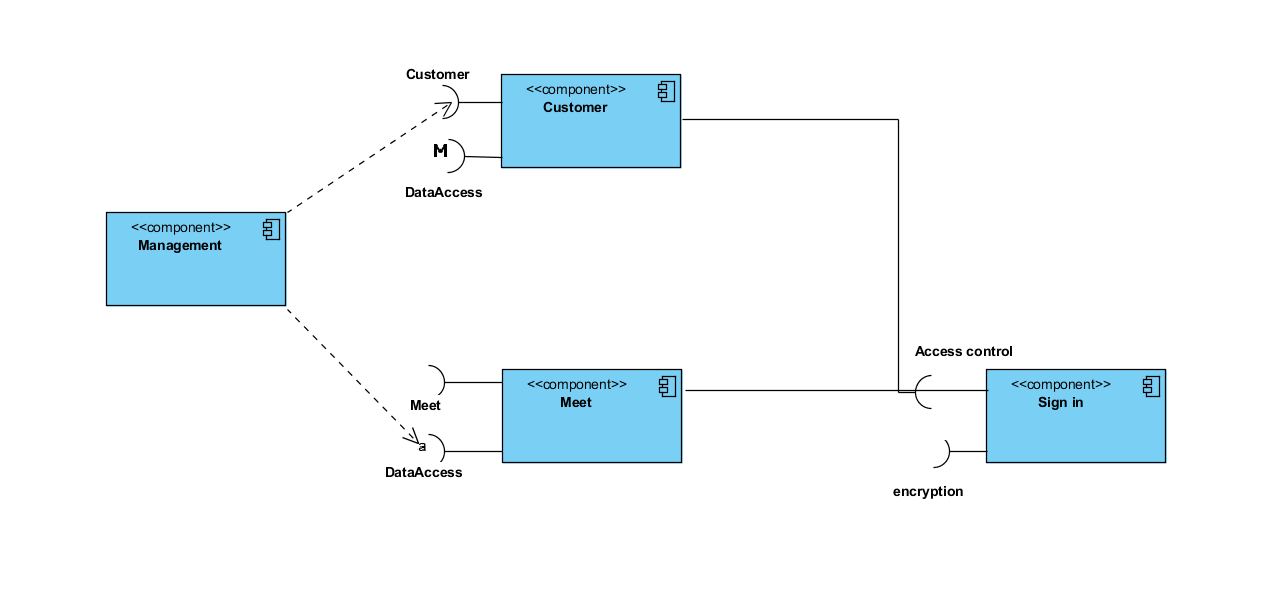 Customer
<<component>>
Customer
M
DataAccess
<<component>>
Management
Access control
<<component>>
Meet
<<component>>
Sign in
Meet
a
DataAccess
encryption